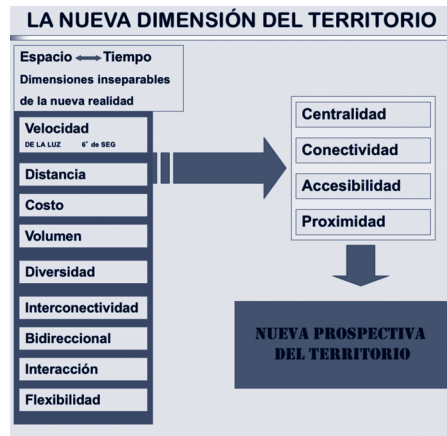 LA NUEVA DIMENSIÓN DEL TERRITORIO
Espacio ⟷ Tiempo
Dimensiones inseparables
de la nueva realidad
Velocidad
DE LA LUZ 6' de SEG
Distancia
Costo
Volumen
Diversidad
Interconectividad
Bidireccional
Interacción
Flexibilidad
Centralidad
Conectividad
Accesibilidad
Proximidad
NUEVA PROSPECTIVA
DEL TERRITORIO